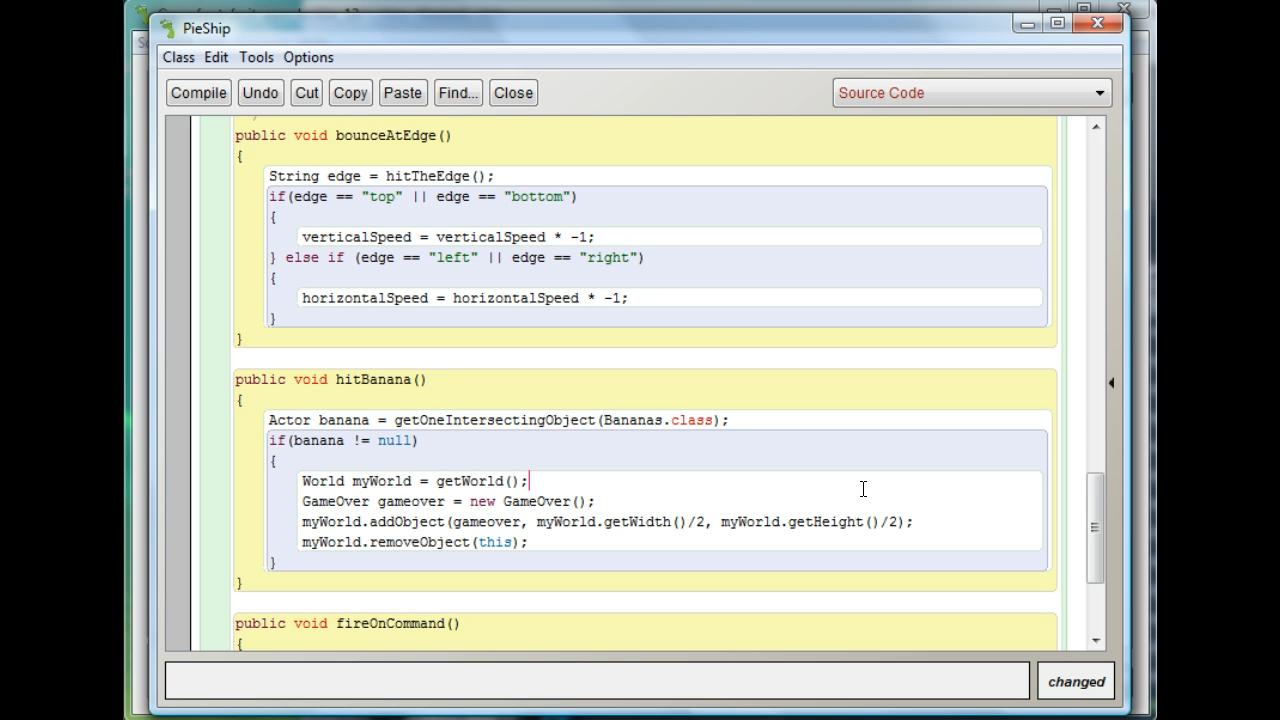 PieShip
Class Edit Tools Options
Compile Undo Cut Copy Paste Find... Close Source Code
public void bounceAtEdge()
{
String edge = hitTheEdge();
if(edge == "top" || edge == "bottom")
{
verticalSpeed = verticalSpeed * -1;
} else if (edge == "left" || edge == "right")
{
horizontalSpeed = horizontalSpeed * -1;
}
}
public void hitBanana()
{
Actor banana = getOneIntersectingObject(Bananas.class);
if(banana != null)
{
World myWorld = getWorld();
GameOver gameover = new GameOver();
myWorld.addObject(gameover, myWorld.getWidth()/2, myWorld.getHeight()/2);
myWorld.removeObject(this);
}
}
public void fireOnCommand()
{
changed